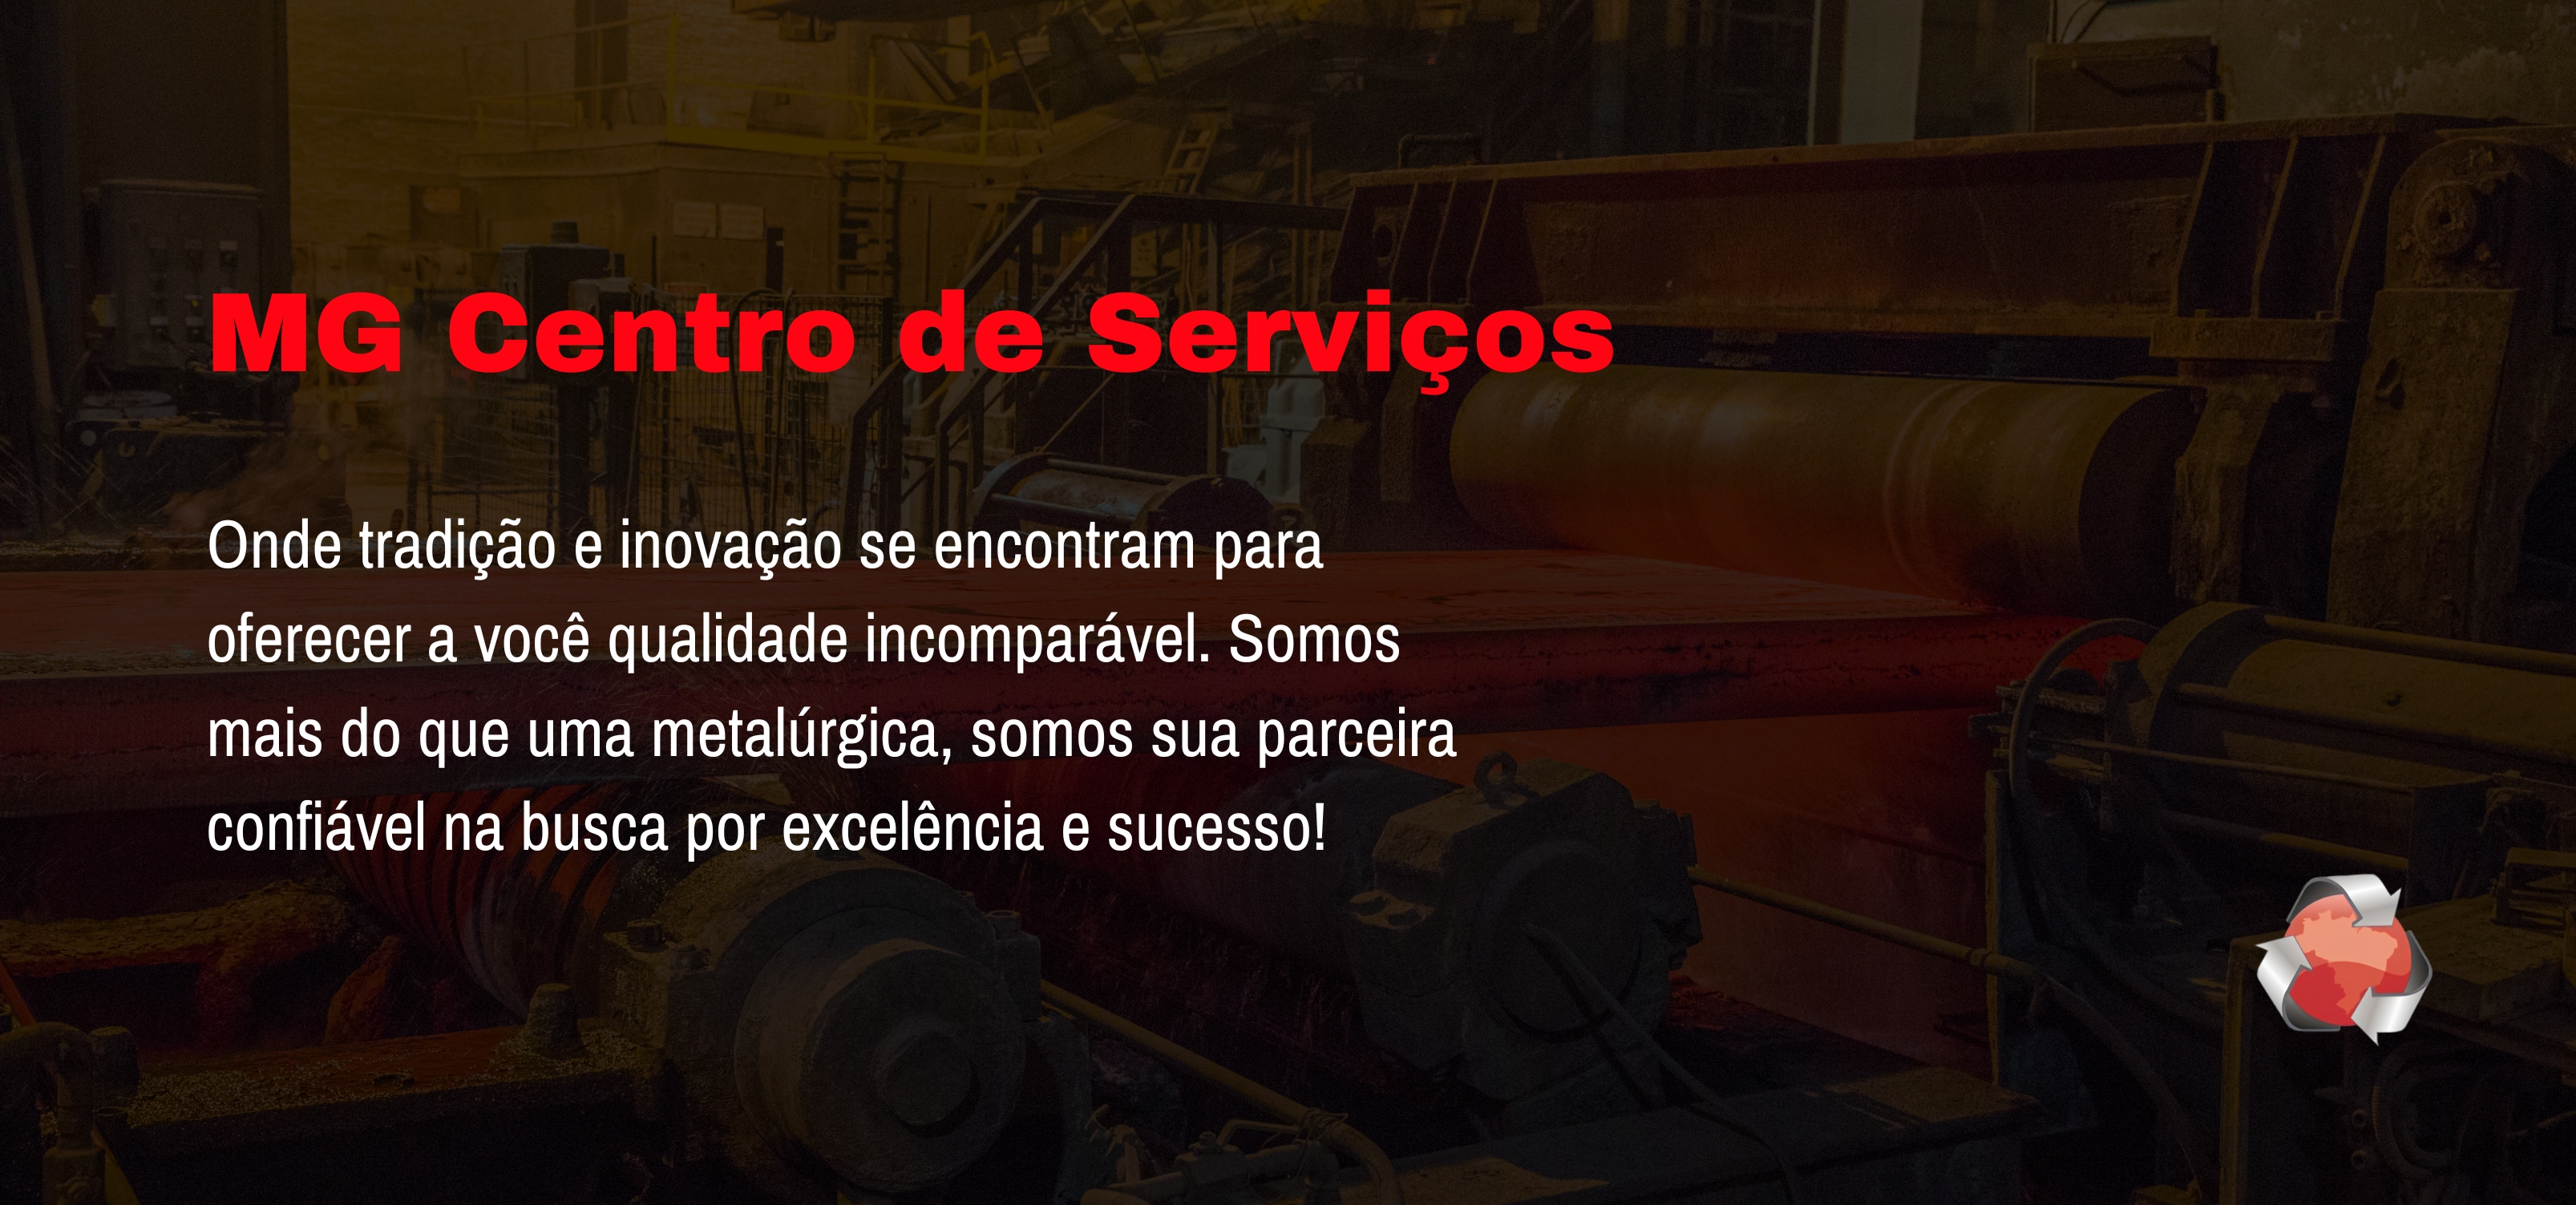 MG Centro de Serviços
Onde tradição e inovação se encontram para
oferecer a você qualidade incomparável. Somos
mais do que uma metalúrgica, somos sua parceira
confiável na busca por excelência e sucesso!